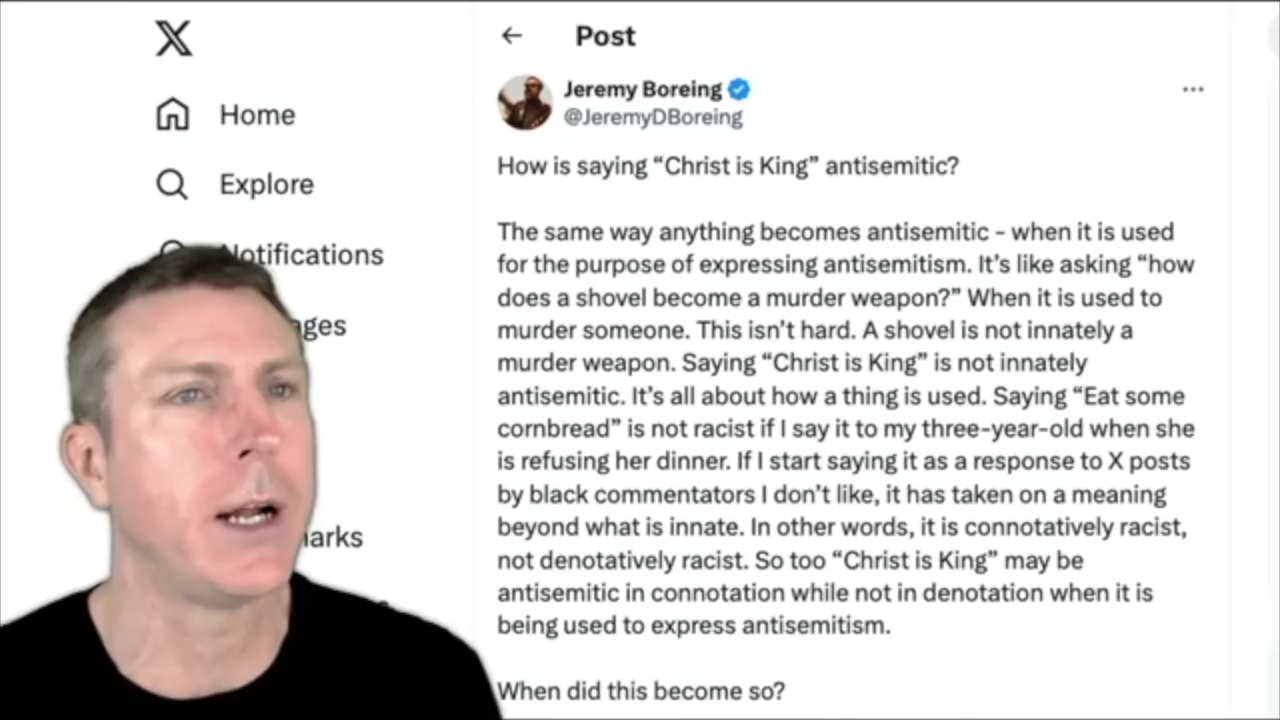 Post
Home
Explore
Notifications
ages
arks
Jeremy Boreing
@JeremyDBoreing
How is saying “Christ is King” antisemitic?
The same way anything becomes antisemitic - when it is used
for the purpose of expressing antisemitism. It’s like asking “how
does a shovel become a murder weapon?” When it is used to
murder someone. This isn’t hard. A shovel is not innately a
murder weapon. Saying “Christ is King” is not innately
antisemitic. It’s all about how a thing is used. Saying “Eat some
cornbread” is not racist if I say it to my three-year-old when she
is refusing her dinner. If I start saying it as a response to X posts
by black commentators I don’t like, it has taken on a meaning
beyond what is innate. In other words, it is connotatively racist,
not denotatively racist. So too “Christ is King” may be
antisemitic in connotation while not in denotation when it is
being used to express antisemitism.
When did this become so?